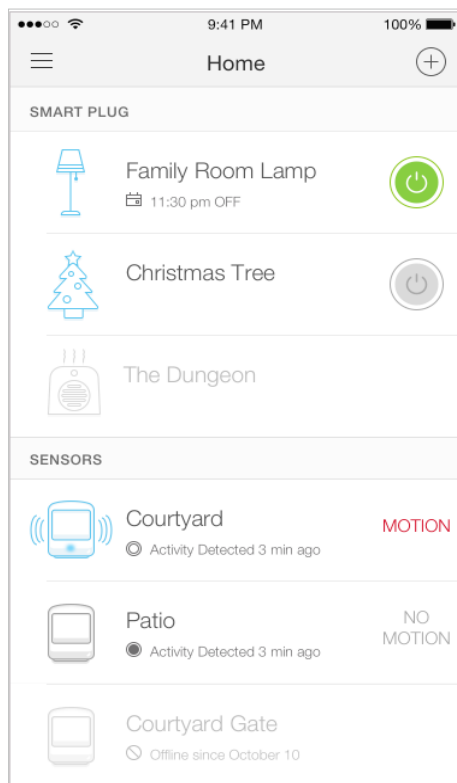 9:41 PM
100%
Home
SMART PLUG
Family Room Lamp
11:30 pm OFF
Christmas Tree
The Dungeon
SENSORS
Courtyard
MOTION
Activity Detected 3 min ago
Patio
NO
MOTION
Activity Detected 3 min ago
Courtyard Gate
Offline since October 10